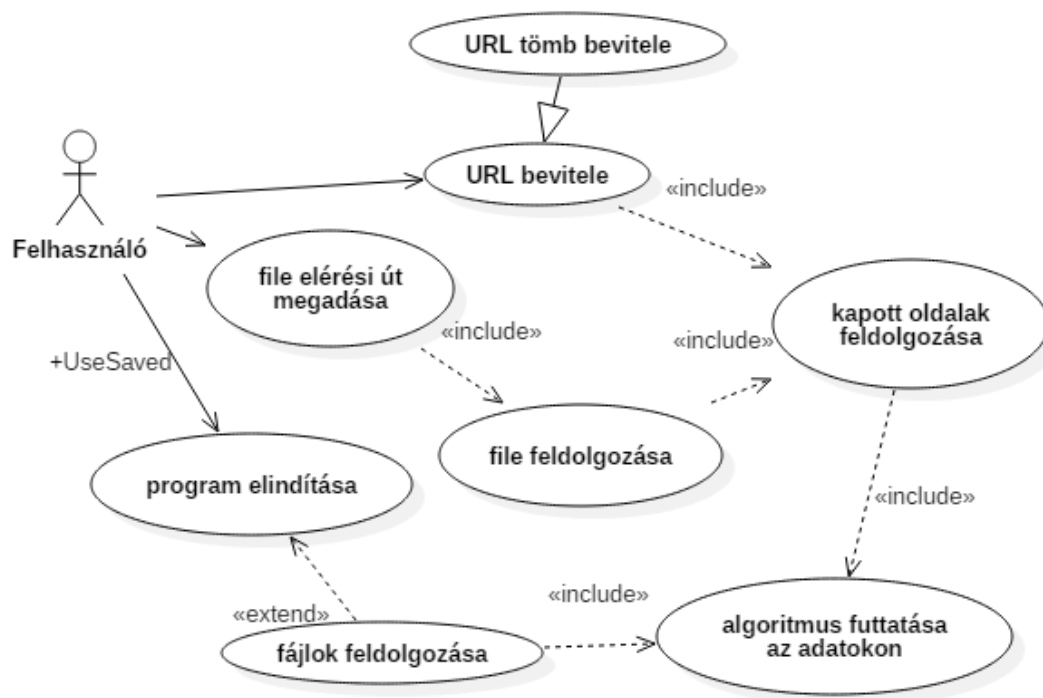 URL tömb bevitele
URL bevitele
«include»
Felhasználó
file elérési út
megadása
«include»
kapott oldalak
feldolgozása
«include»
+UseSaved
file feldolgozása
program elindítása
«include»
«extend»
«include»
fájlok feldolgozása
algoritmus futtatása
az adatokon